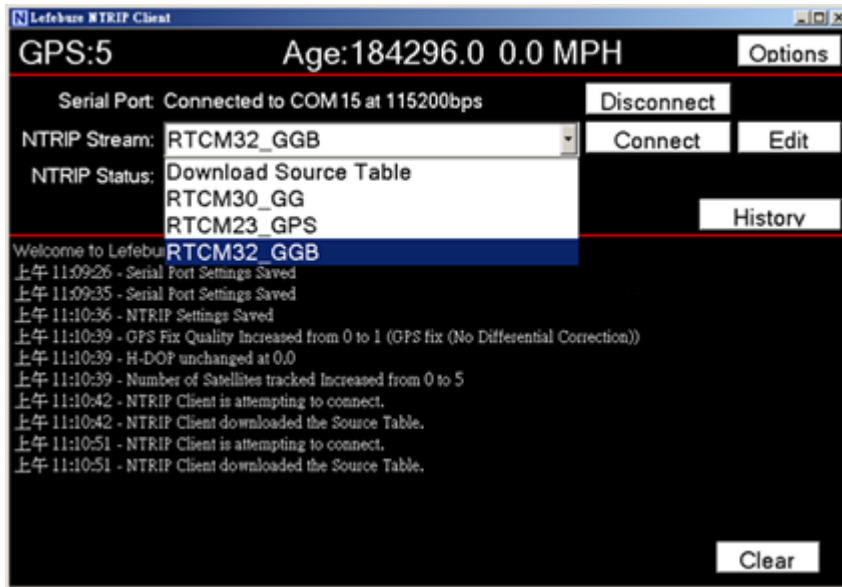 Lefebure NTRIP Client
GPS:5 Age:184296.0 0.0 MPH Options
Serial Port: Connected to COM15 at 115200bps Disconnect
NTRIP Stream: RTCM32_GGB Connect Edit
NTRIP Status: Download Source Table
RTCM30_GG
RTCM23_GPS
History
RTCM32_GGB
Welcome to Lefebu
上午 11:09:26 - Serial Port Settings Saved
上午 11:09:35 - Serial Port Settings Saved
上午 11:10:36 - NTRIP Settings Saved
上午 11:10:39 - GPS Fix Quality Increased from 0 to 1 (GPS fix (No Differential Correction))
上午 11:10:39 - H-DOP unchanged at 0.0
上午 11:10:39 - Number of Satellites tracked Increased from 0 to 5
上午 11:10:42 - NTRIP Client is attempting to connect.
上午 11:10:42 - NTRIP Client downloaded the Source Table.
上午 11:10:51 - NTRIP Client is attempting to connect.
上午 11:10:51 - NTRIP Client downloaded the Source Table.
Clear